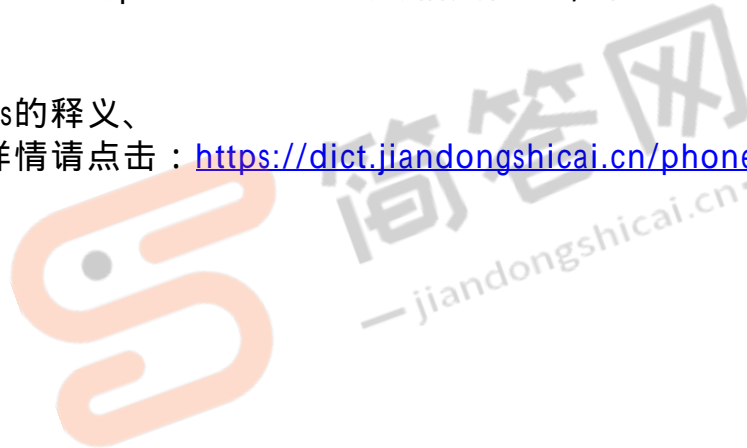 s的释义、
详情请点击：https://dict.jiandongshicai.cn/phone
简答网
— jiandongshicai.cn